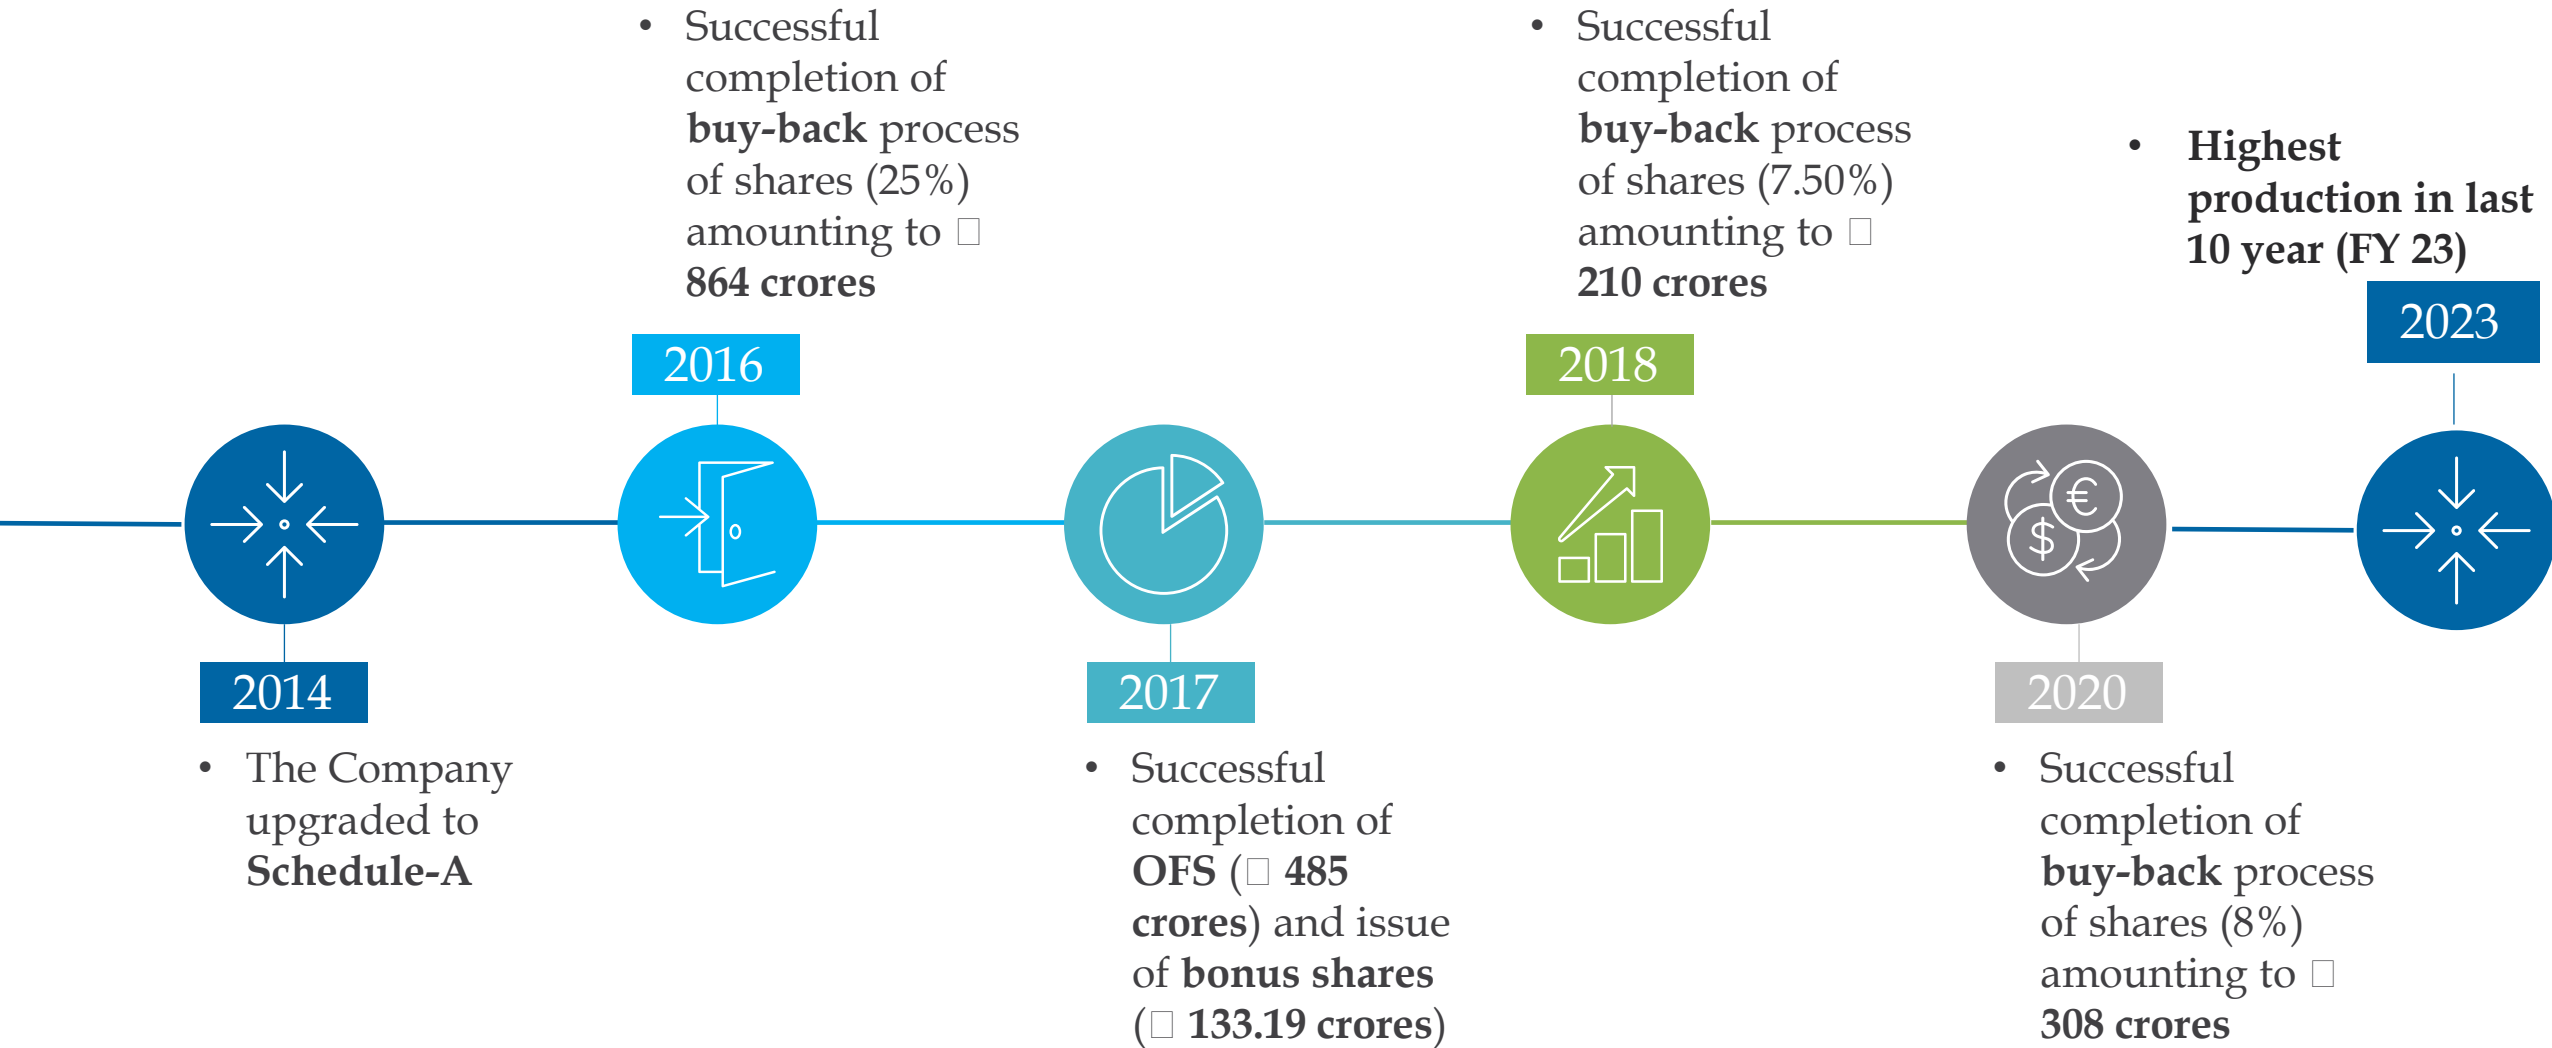 • Successful
completion of
buy-back process
of shares (25%)
amounting to □
864 crores
2016
• Successful
completion of
buy-back process
of shares (7.50%)
amounting to □
210 crores
2018
• Highest
production in last
10 year (FY 23)
2023
€
$
2014
• The Company
upgraded to
Schedule-A
2017
• Successful
completion of
OFS (□ 485
crores) and issue
of bonus shares
(□ 133.19 crores)
2020
• Successful
completion of
buy-back process
of shares (8%)
amounting to □
308 crores